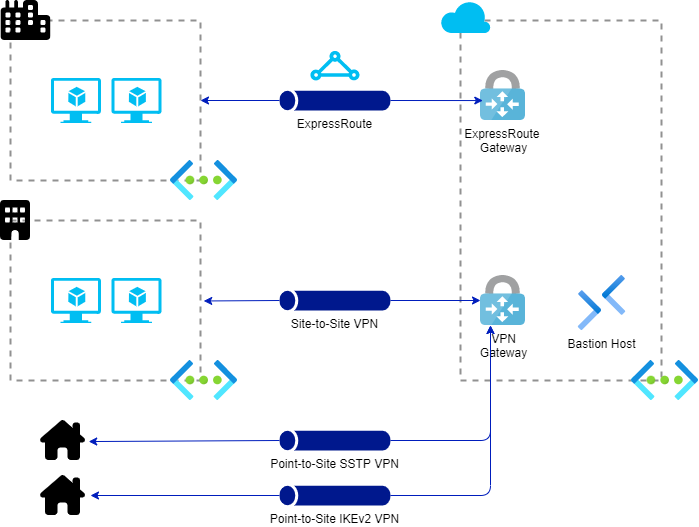 ExpressRoute
ExpressRoute
Gateway
Site-to-Site VPN
VPN
Gateway
Bastion Host
Point-to-Site SSTP VPN
Point-to-Site IKEv2 VPN